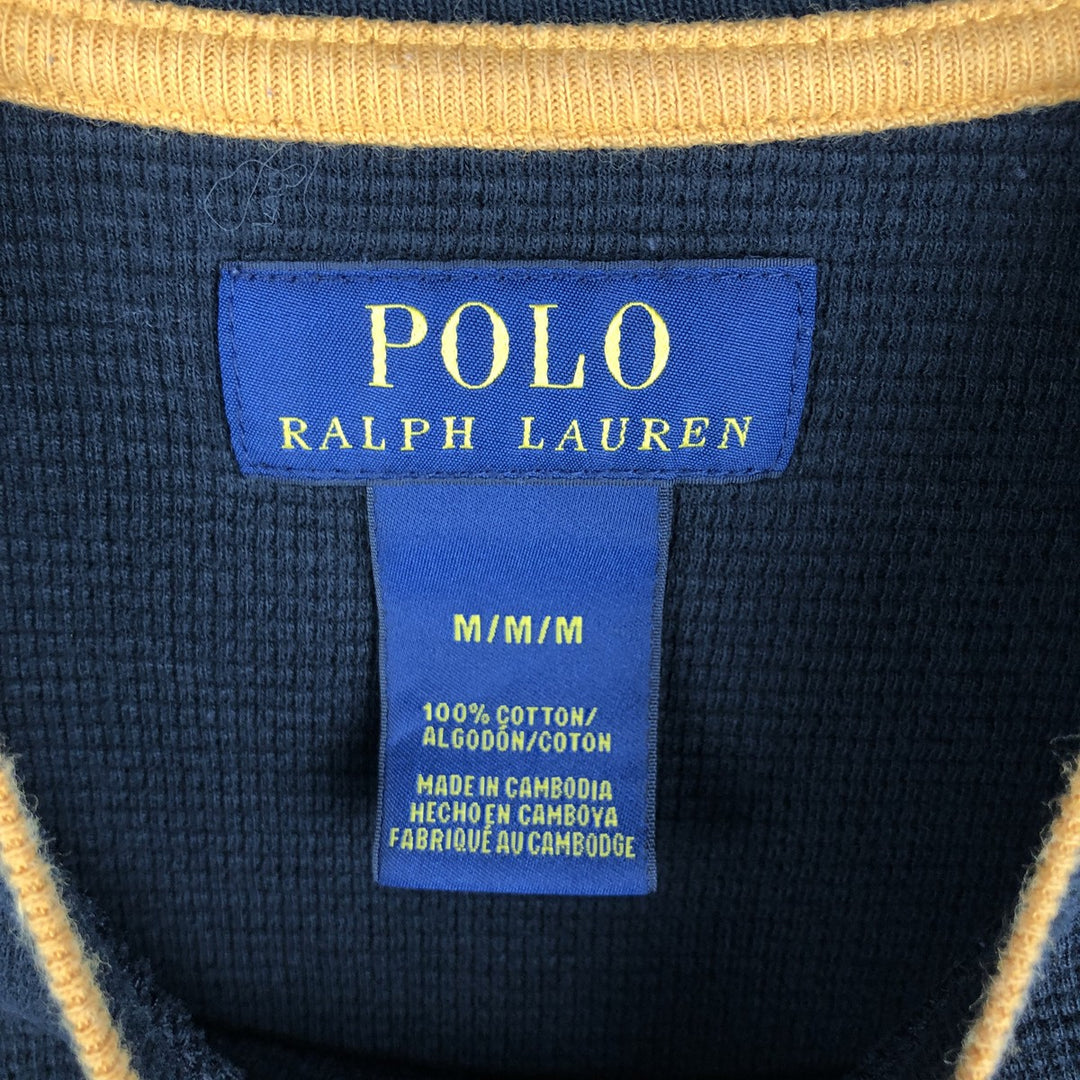 POLO
RALPH LAUREN
M/M/M
100% COTTON/
ALGODÓN/COTON
MADE IN CAMBODIA
HECHO EN CAMBOYA
FABRIQUÉ AU CAMBODGE